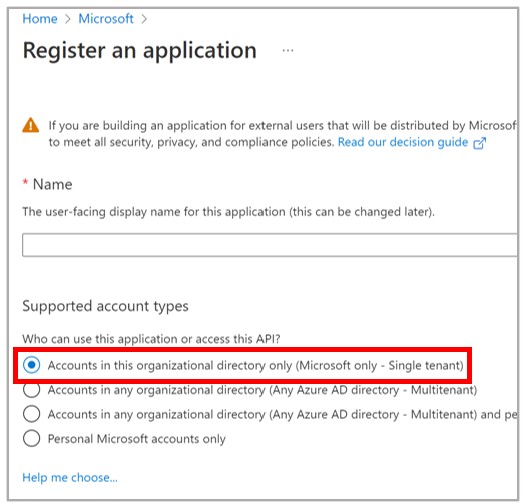 Home > Microsoft >
Register an application ...
If you are building an application for external users that will be distributed by Microsof
to meet all security, privacy, and compliance policies. Read our decision guide
* Name
The user-facing display name for this application (this can be changed later).
Supported account types
Who can use this application or access this API?
Accounts in this organizational directory only (Microsoft only - Single tenant)
Accounts in any organizational directory (Any Azure AD directory - Multitenant)
Accounts in any organizational directory (Any Azure AD directory - Multitenant) and pe
Personal Microsoft accounts only
Help me choose...